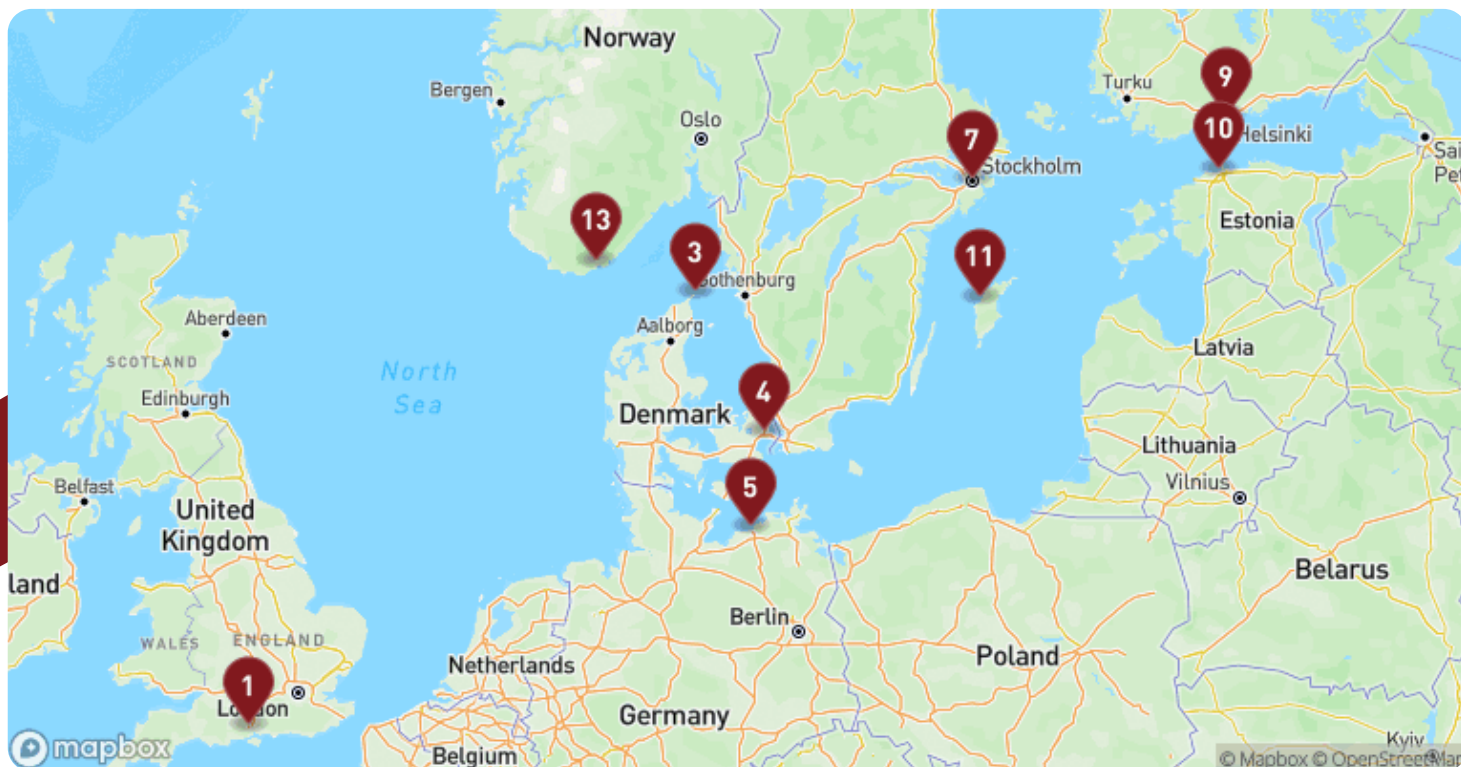 Norway
Bergen
Oslo
Turku
9
10
Helsinki
Sai
Pet
7
Stockholm
Estonia
13
3
Gothenburg
11
Aberdeen
Aalborg
SCOTLAND
Latvia
North
Sea
Edinburgh
4
Denmark
Lithuania
Vilnius
Belfast
5
United
Kingdom
land
Belarus
Berlin
WALES
ENGLAND
Netherlands
Poland
1
London
Germany
Kyiv
mapbox
Belgium
© Mapbox © OpenStreetMap